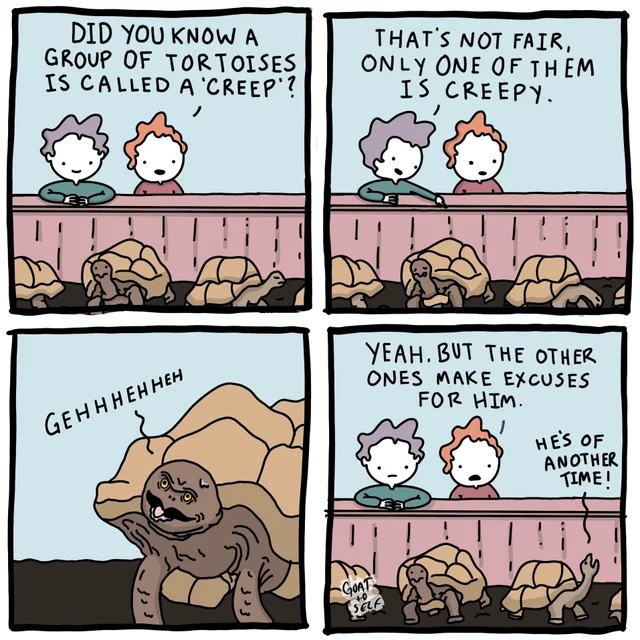 DID YOU KNOW A
GROUP OF TORTOISES
IS CALLED A 'CREEP'?
THAT'S NOT FAIR,
ONLY ONE OF THEM
IS CREEPY.
GEHHHEHHEH
YEAH. BUT THE OTHER
ONES MAKE EXCUSES
FOR HIM.
HE'S OF
ANOTHER
TIME!
GOAT
TO
SELF